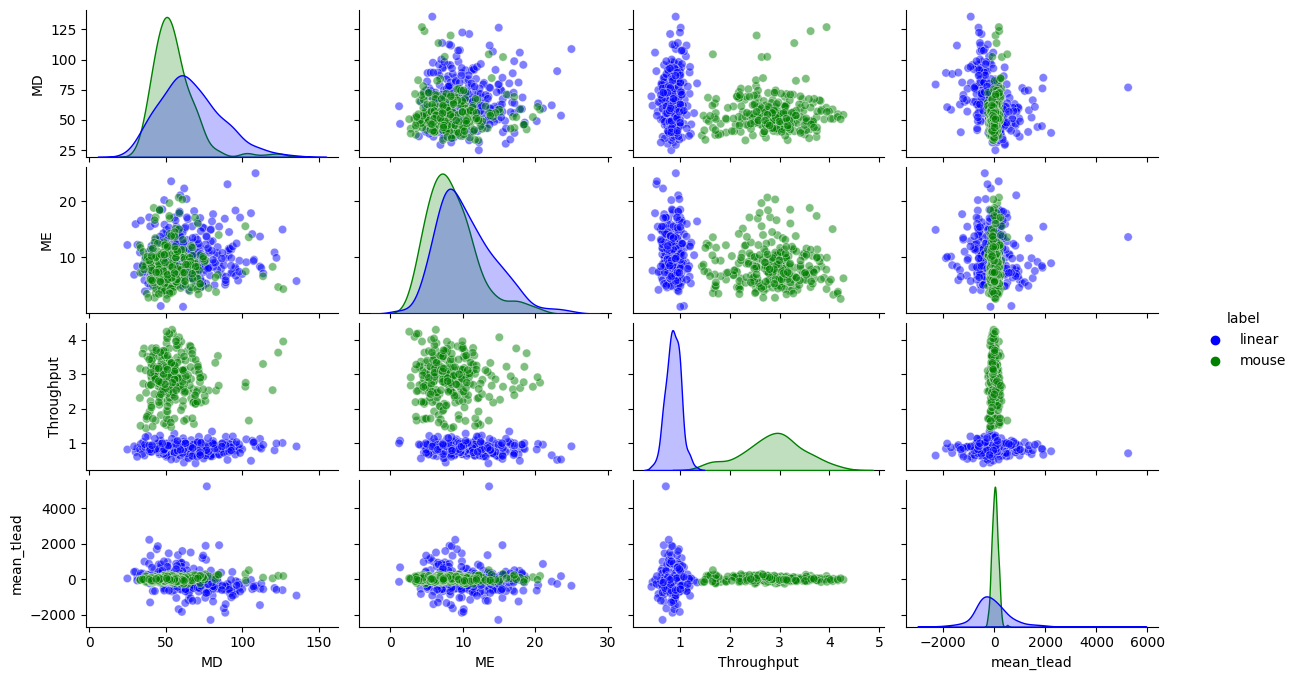 125
100
75
50
25
MD
20
10
ME
4
3
2
1
Throughput
4000
2000
0
−2000
mean_tlead
0 50 100 150
MD
0 10 20 30
ME
1 2 3 4 5
Throughput
−2000 0 2000 4000 6000
mean_tlead
label
linear
mouse